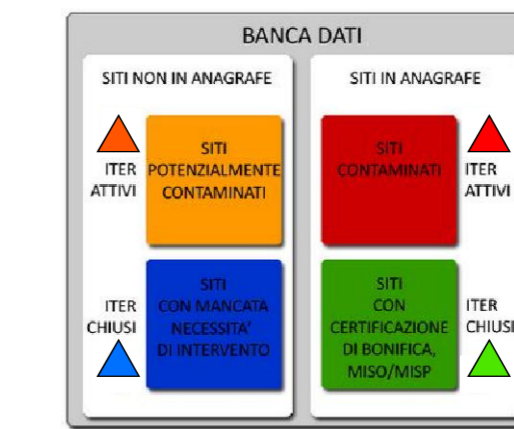 BANCA DATI
SITI NON IN ANAGRAFE
SITI IN ANAGRAFE
ITER
ATTIVI
SITI
POTENZIALMENTE
CONTAMINATI
SITI
CONTAMINATI
ITER
ATTIVI
ITER
CHIUSI
SITI
CON MANCATA
NECESSITA'
DI INTERVENTO
SITI
CON
CERTIFICAZIONE
DI BONIFICA,
MISO/MISP
ITER
CHIUSI